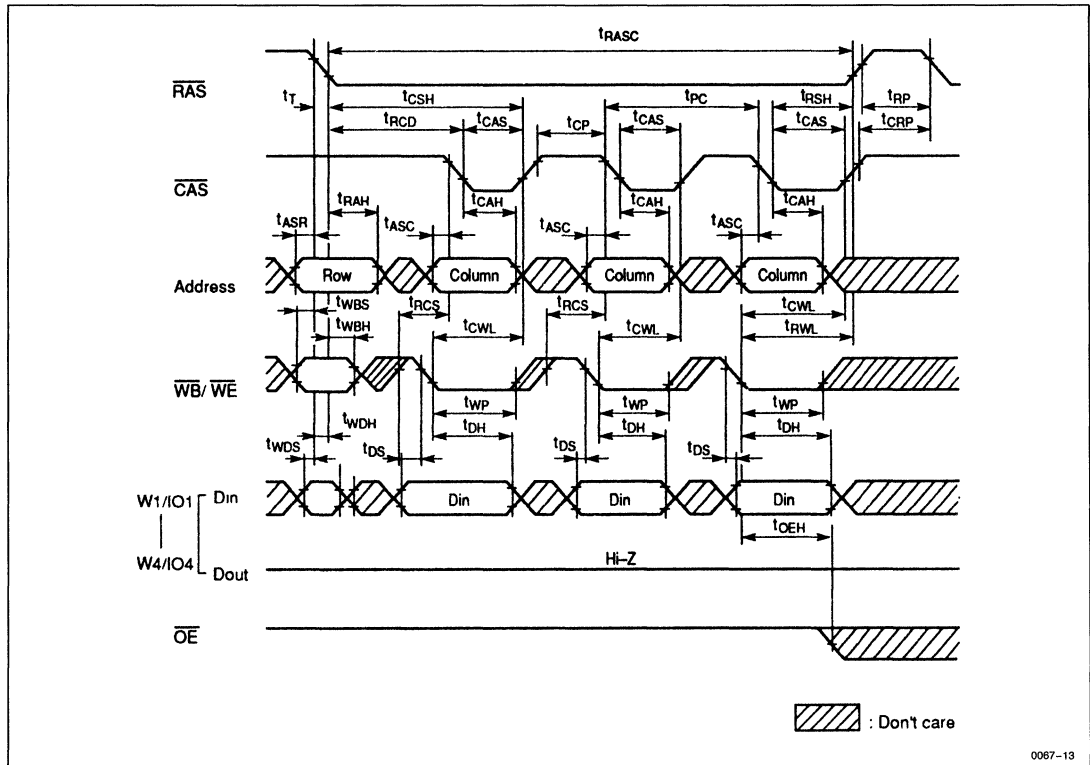 tRASC
RAS
tT
tCSH
tPC
tRSH
tRP
tRCD
tCAS
tCP
tCAS
tCAS
tCRP
CAS
tRAH
tCAH
tCAH
tCAH
tASR
tASC
tASC
tASC
Address
Row
Column
Column
Column
tWBS
tRCS
tRCS
tCWL
tWBH
tCWL
tCWL
tRWL
WB/ WE
tWP
tWP
tWP
tWDH
tDH
tDH
tDH
tWDS
tDS
tDS
tDS
W1/IO1
Din
Din
Din
Din
tOEH
W4/IO4
Dout
Hi–Z
OE
: Don't care
0067–13